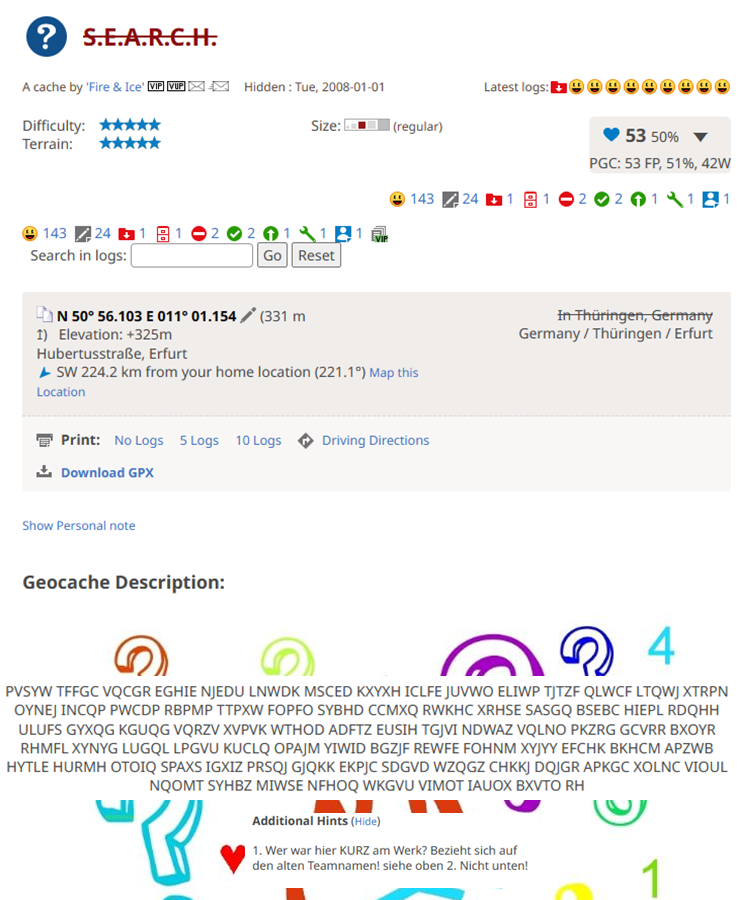 S.E.A.R.C.H.
A cache by 'Fire & Ice' VIP VUP Hidden : Tue, 2008-01-01 Latest logs:
Difficulty: Size: (regular)
Terrain:
53 50%
PGC: 53 FP, 51%, 42W
143 24 1 1 2 2 1 1 1
143 24 1 1 2 2 1 1 1 VIP
Search in logs: Go Reset
N 50° 56.103 E 011° 01.154 (331 m
In Thüringen, Germany
Elevation: +325m
Germany / Thüringen / Erfurt
Hubertusstraße, Erfurt
SW 224.2 km from your home location (221.1°) Map this
Location
Print: No Logs 5 Logs 10 Logs Driving Directions
Download GPX
Show Personal note
Geocache Description:
4
PVSYW TFFGC VQCGR EGHIE NJEDU LNWDK MSCED KXYXH ICLFE JUVWO ELIWP TJTZF QLWCF LTQWJ XTRPN
OYNEJ INCQP PWCDP RBPMP TTPXW FOPFO SYBHD CCMXQ RWKHC XRHSE SASGQ BSEBC HIEPL RDQHH
ULUFS GYXQG KGUQG VQRZV XVPVK WTHOD ADFTZ EUSIH TGJVI NDWAZ VQLNO PKZRG GCVRR BXOYR
RHMFL XYNYG LUGQL LPGVU KUCLQ OPAJM YIWID BGZJF REWFE FOHNM XYJYY EFCHK BKHCM APZWB
HYTLE HURMH OTOIQ SPAXS IGXIZ PRSQJ GJQKK EKPJC SDGVD WZQGZ CHKKJ DQJGR APKGC XOLNC VIOUL
NQOMT SYHBZ MIWSE NFHOQ WKGVU VIMOT IAUOX BXVTO RH
Additional Hints (Hide)
1. Wer war hier KURZ am Werk? Bezieht sich auf
den alten Teamnamen! siehe oben 2. Nicht unten!
1